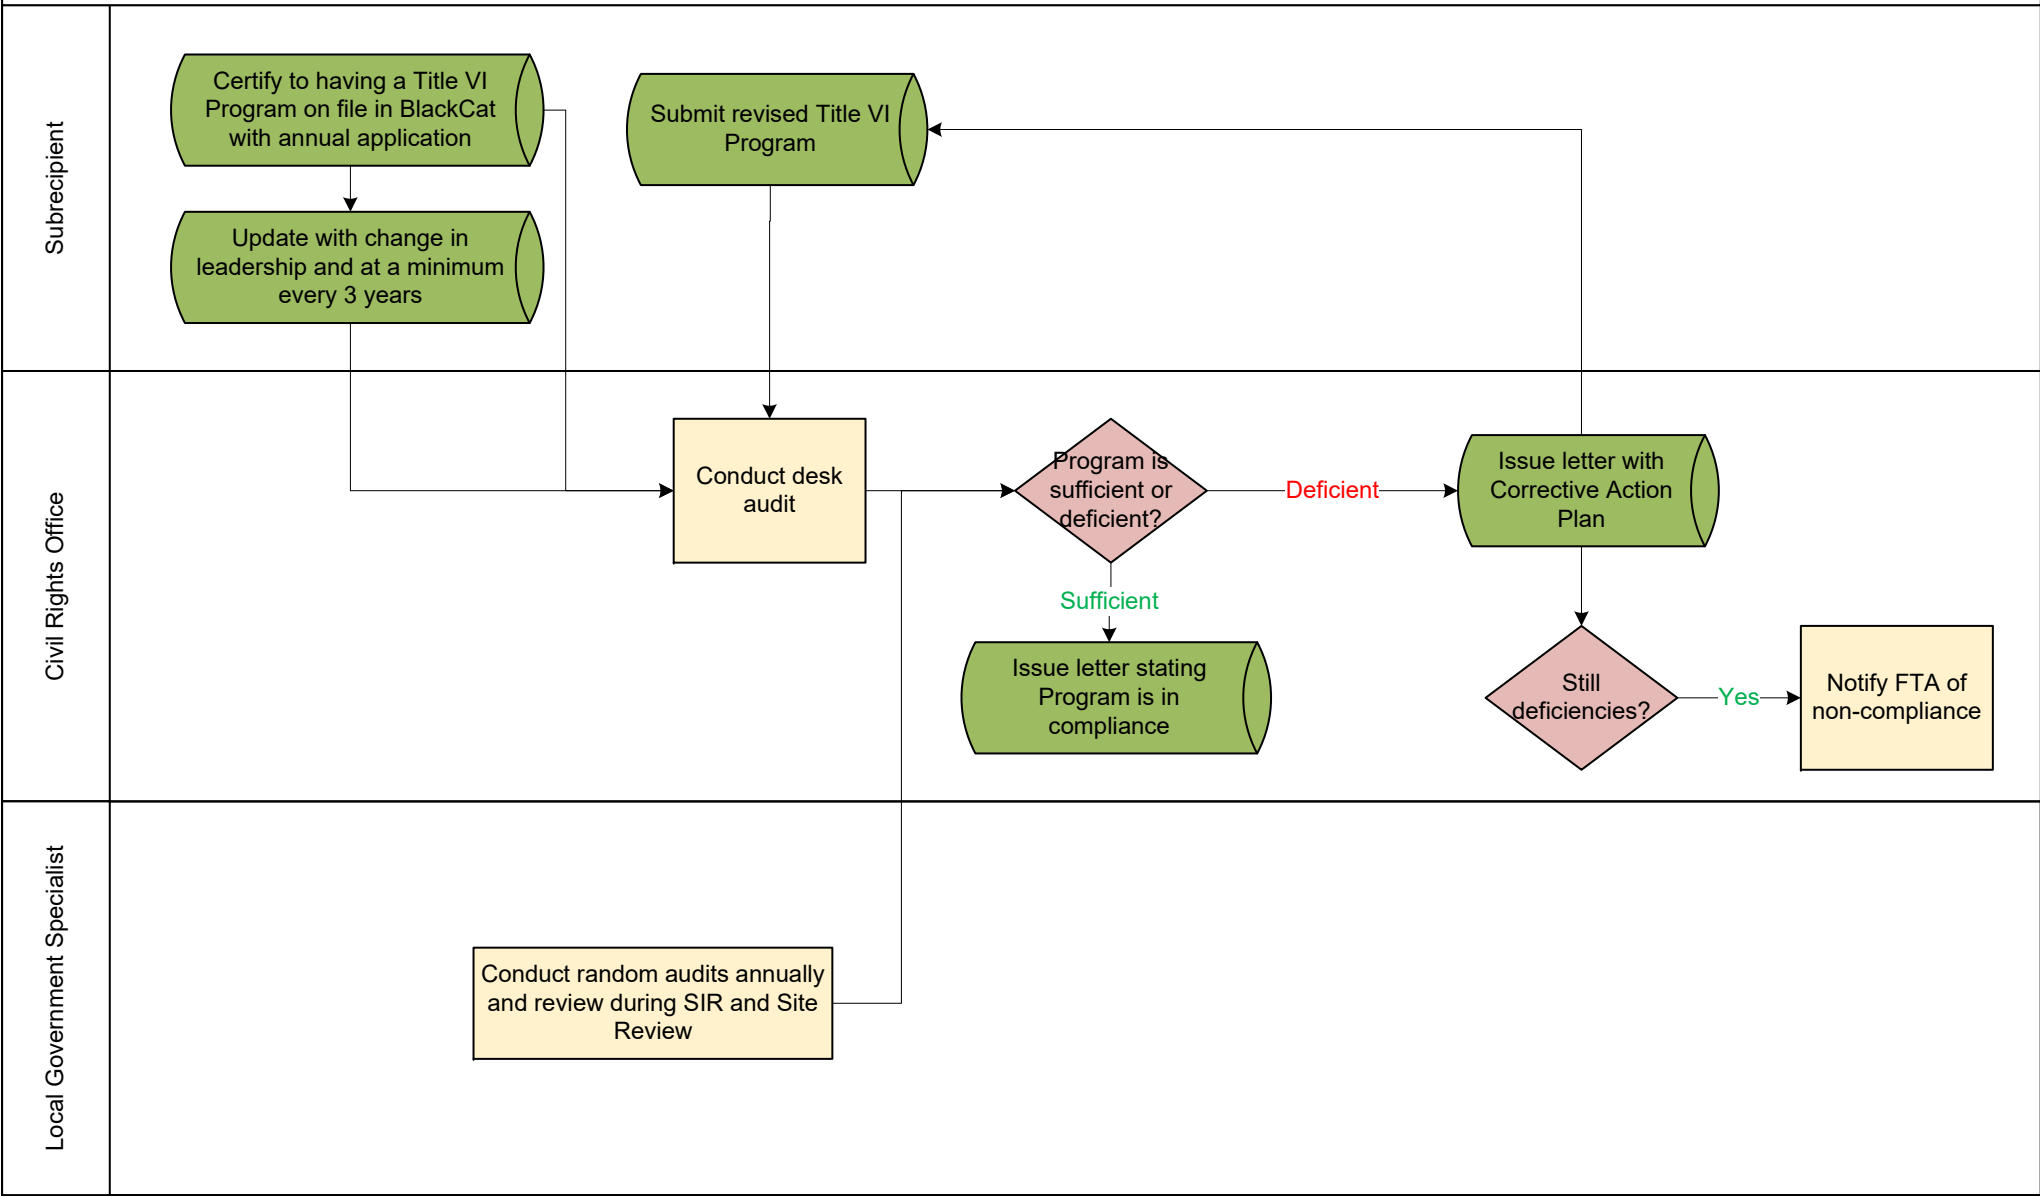 Subrecipient
Certify to having a Title VI
Program on file in BlackCat
with annual application
Update with change in
leadership and at a minimum
every 3 years
Submit revised Title VI
Program
Civil Rights Office
Conduct desk
audit
Program is
sufficient or
deficient?
Deficient
Issue letter with
Corrective Action
Plan
Sufficient
Issue letter stating
Program is in
compliance
Still
deficiencies?
Yes
Notify FTA of
non-compliance
Local Government Specialist
Conduct random audits annually
and review during SIR and Site
Review